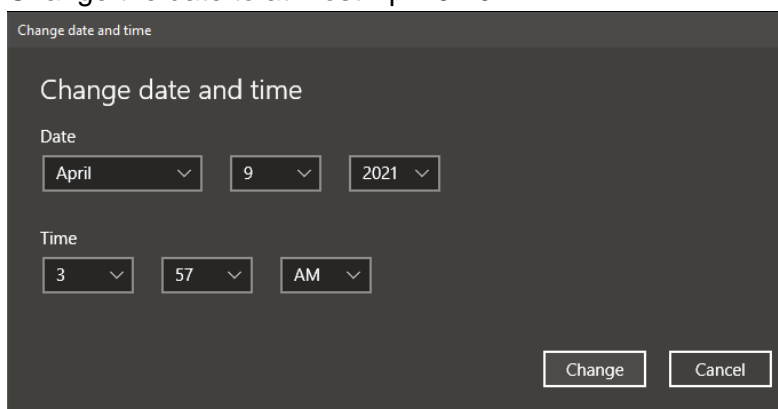 Change date and time
Change date and time
Date
April 9 2021
Time
3 57 AM
Change Cancel